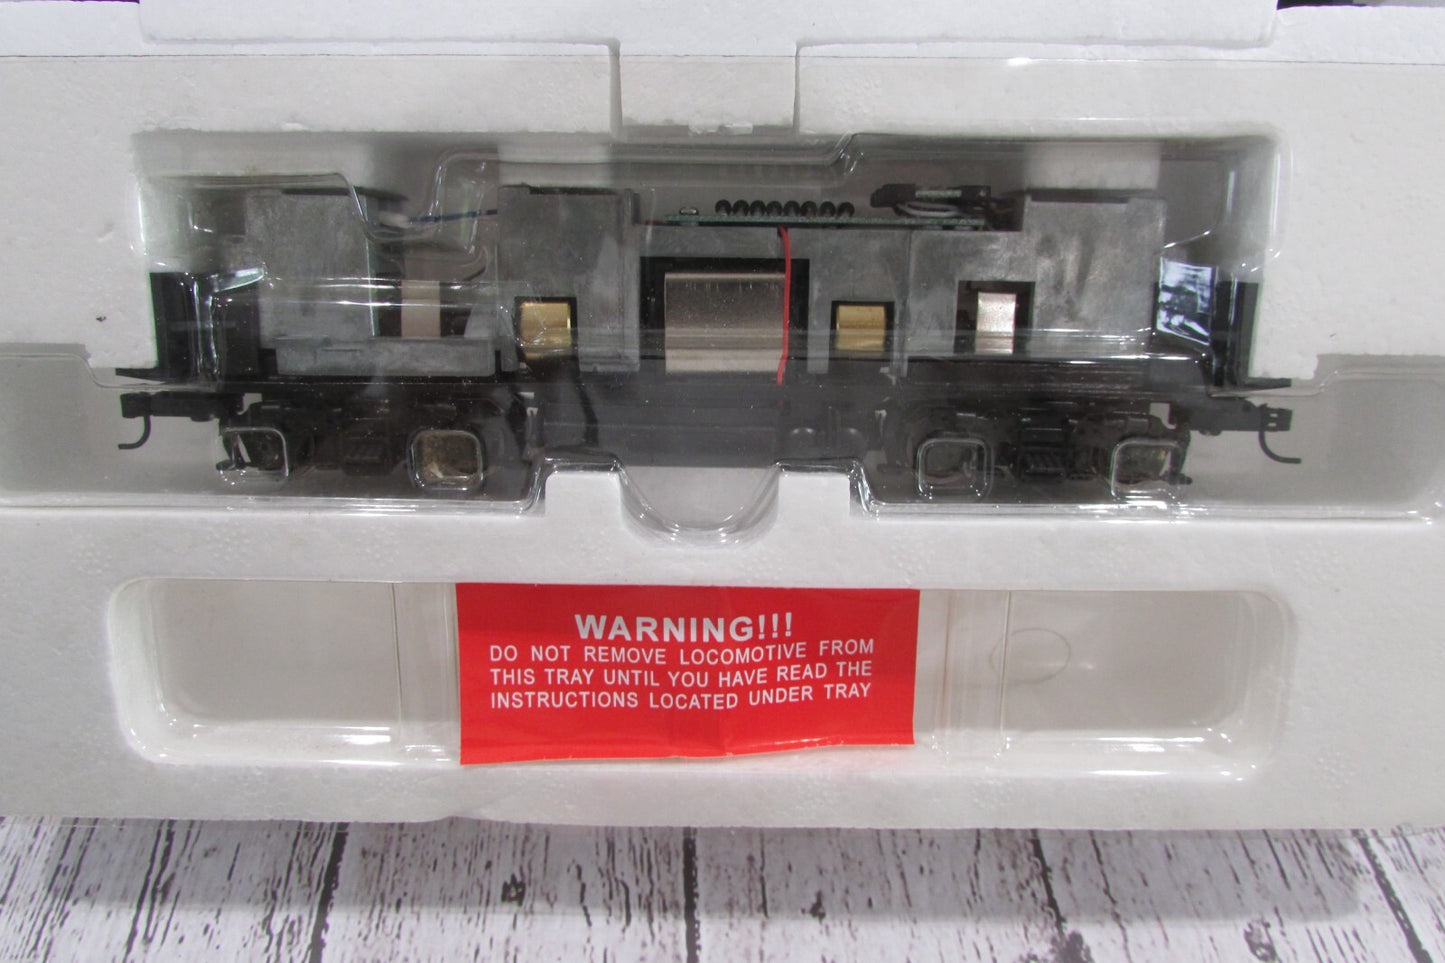 WARNING!!!
DO NOT REMOVE LOCOMOTIVE FROM
THIS TRAY UNTIL YOU HAVE READ THE
INSTRUCTIONS LOCATED UNDER TRAY